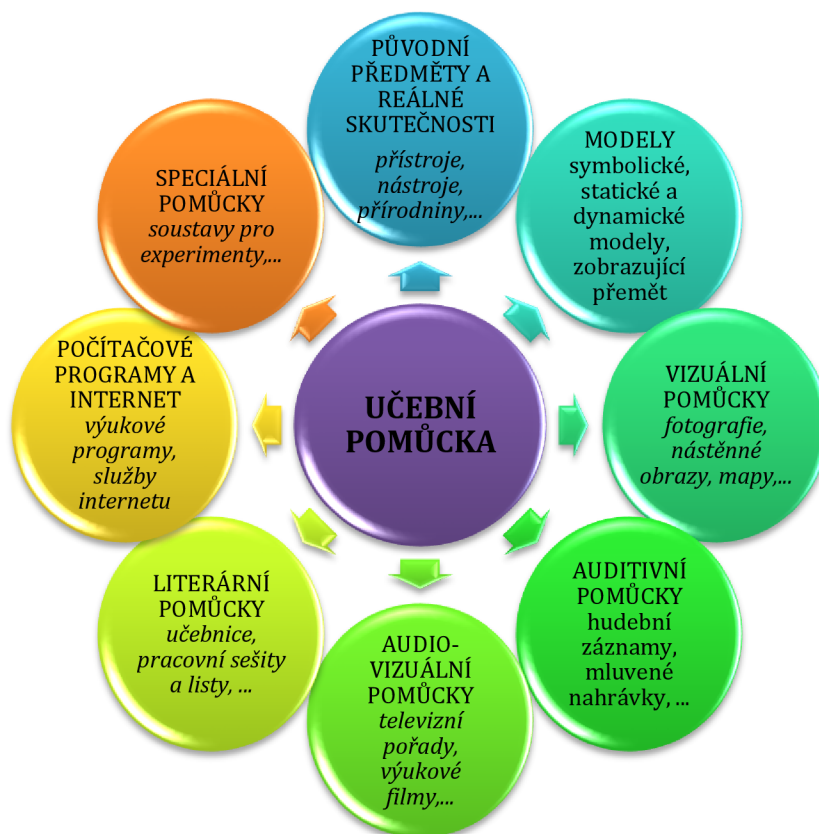 PŮVODNÍ
PŘEDMĚTY A
REÁLNÉ
SKUTEČNOSTI
přístroje,
nástroje,
přírodniny,...
MODELY
symbolické,
statické a
dynamické
modely,
zobrazující
přemět
VIZUÁLNÍ
POMŮCKY
fotografie,
nástěnné
obrazy, mapy,...
AUDITIVNÍ
POMŮCKY
hudební
záznamy,
mluvené
nahrávky, ...
AUDIO-
VIZUÁLNÍ
POMŮCKY
televizní
pořady,
výukové
filmy,...
LITERÁRNÍ
POMŮCKY
učebnice,
pracovní sešity
a listy, ...
POČÍTAČOVÉ
PROGRAMY A
INTERNET
výukové
programy,
služby
internetu
SPECIÁLNÍ
POMŮCKY
soustavy pro
experimenty,...
UČEBNÍ
POMŮCKA